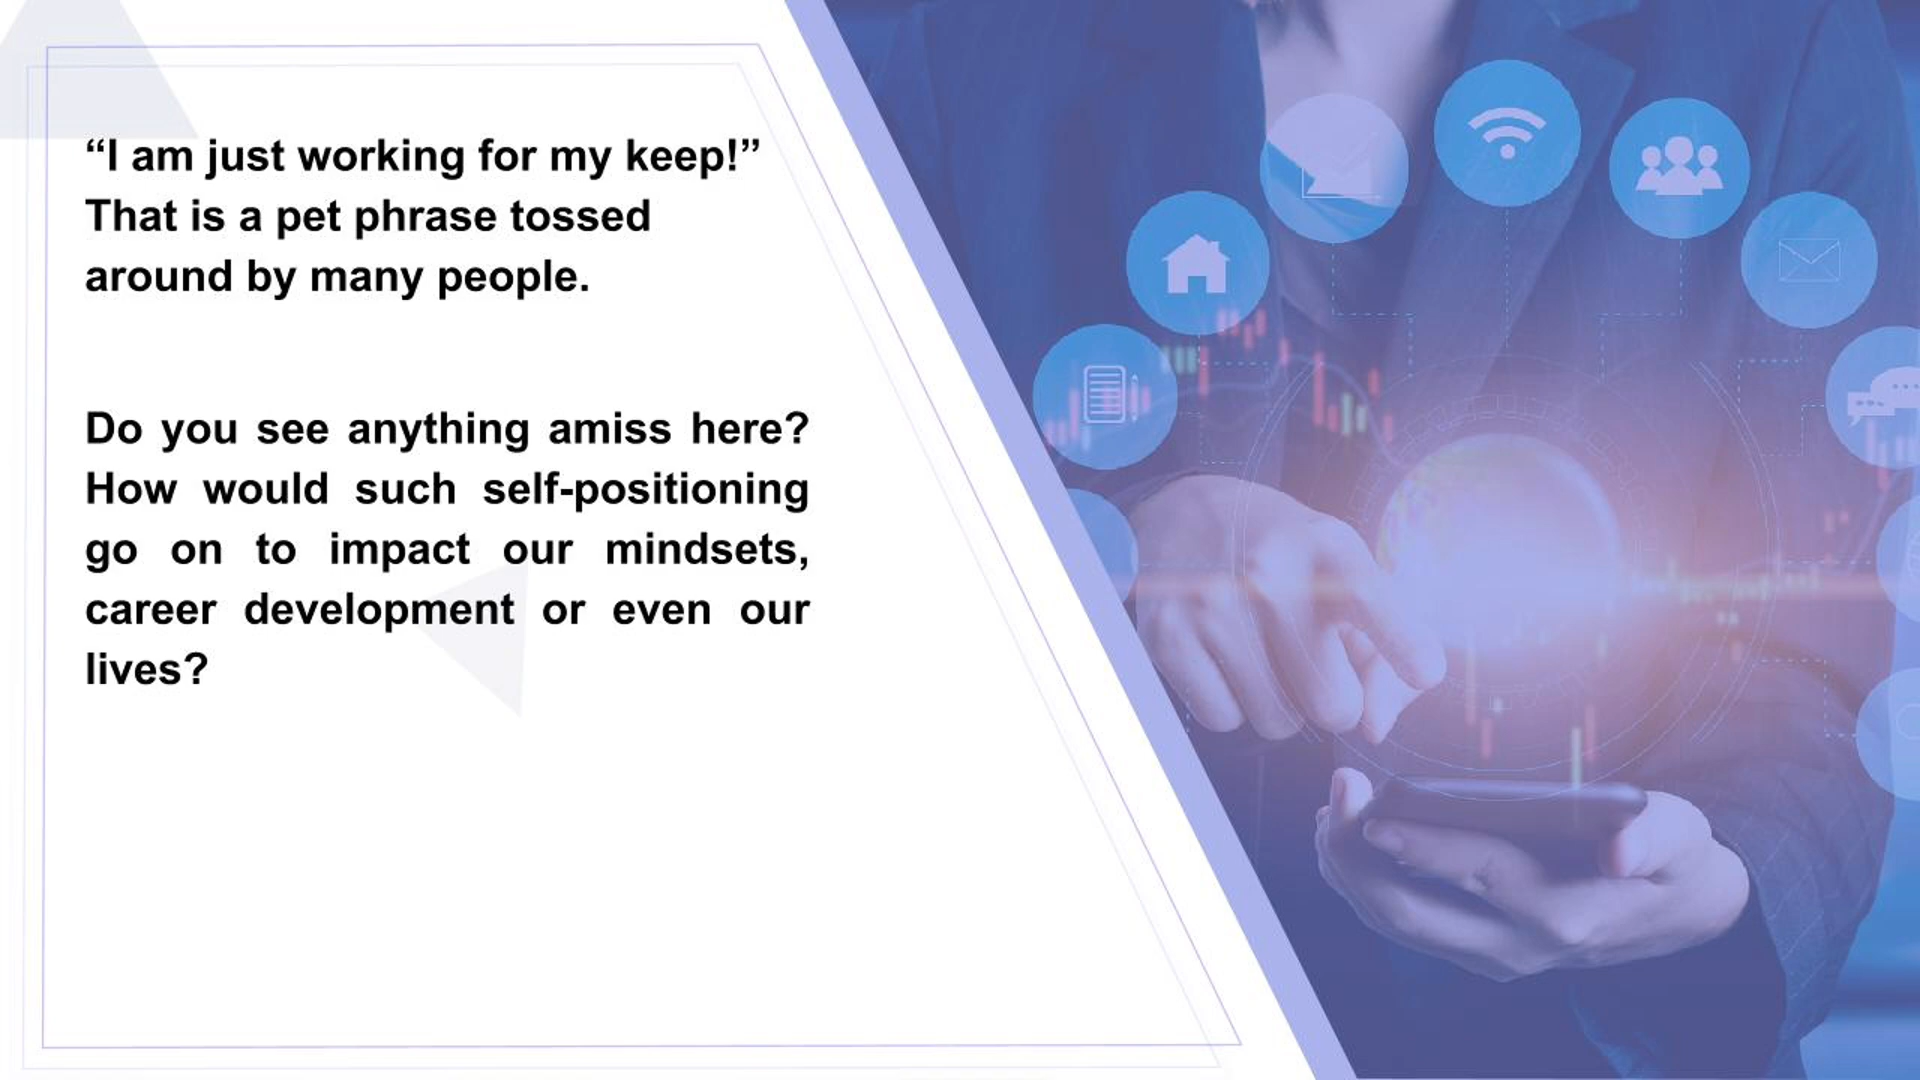 “I am just working for my keep!”
That is a pet phrase tossed
around by many people.
Do you see anything amiss here?
How would such self-positioning
go on to impact our mindsets,
career development or even our
lives?